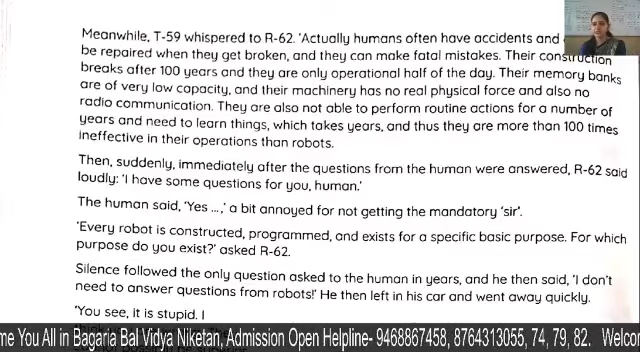 Meanwhile, T-59 whispered to R-62. 'Actually humans often have accidents and
be repaired when they get broken, and they can make fatal mistakes. Their construction
breaks after 100 years and they are only operational half of the day. Their memory banks
are of very low capacity, and their machinery has no real physical force and also no
radio communication. They are also not able to perform routine actions for a number of
years and need to learn things, which takes years, and thus they are more than 100 times
ineffective in their operations than robots.
Then, suddenly, immediately after the questions from the human were answered, R-62 said
loudly: 'I have some questions for you, human.'
The human said, 'Yes ...,' a bit annoyed for not getting the mandatory 'sir'.
'Every robot is constructed, programmed, and exists for a specific basic purpose. For which
purpose do you exist?' asked R-62.
Silence followed the only question asked to the human in years, and he then said, 'I don't
need to answer questions from robots!' He then left in his car and went away quickly.
'You see, it is stupid. I
me You All in Bagaria Bal Vidya Niketan, Admission Open Helpline- 9468867458, 8764313055, 74, 79, 82. Welco